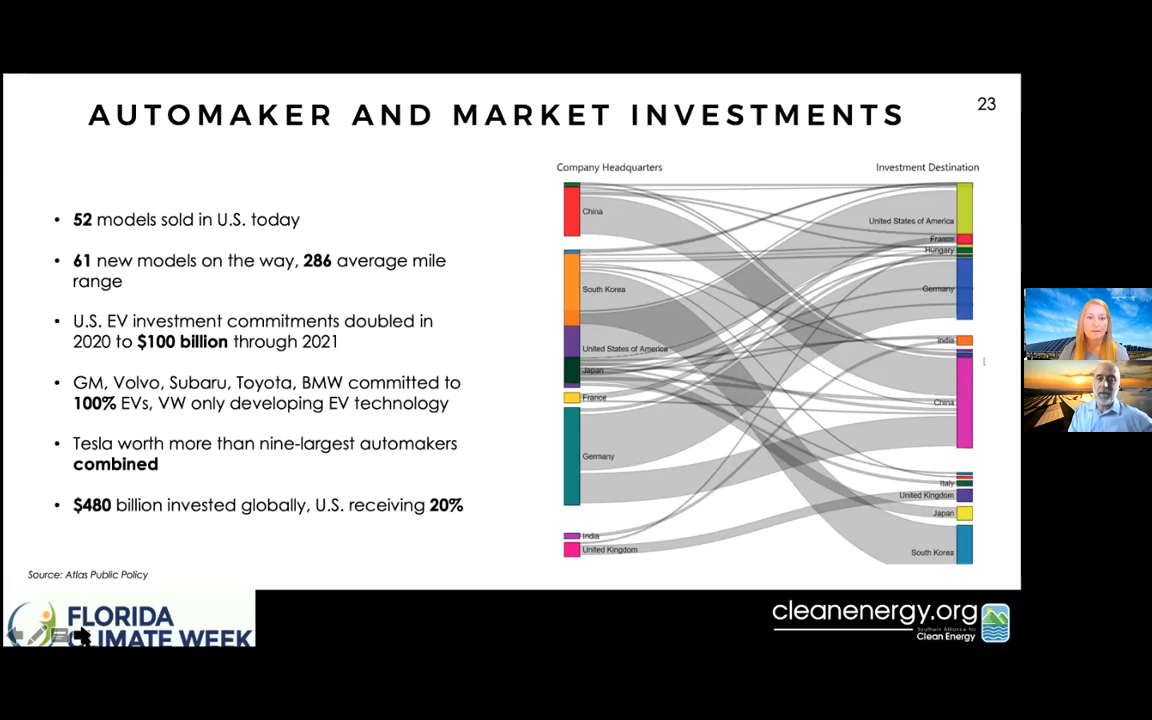 AUTOMAKER AND MARKET INVESTMENTS
23
• 52 models sold in U.S. today
• 61 new models on the way, 286 average mile
range
• U.S. EV investment commitments doubled in
2020 to $100 billion through 2021
• GM, Volvo, Subaru, Toyota, BMW committed to
100% EVs, VW only developing EV technology
• Tesla worth more than nine-largest automakers
combined
• $480 billion invested globally, U.S. receiving 20%
Source: Atlas Public Policy
Company Headquarters
China
South Korea
United States of America
Japan
France
Germany
India
United Kingdom
Investment Destination
United States of America
France
Hungary
Germany
India
China
Italy
United Kingdom
Japan
South Korea
FLORIDA
CLIMATE WEEK
cleanenergy.org
Southern Alliance for
Clean Energy